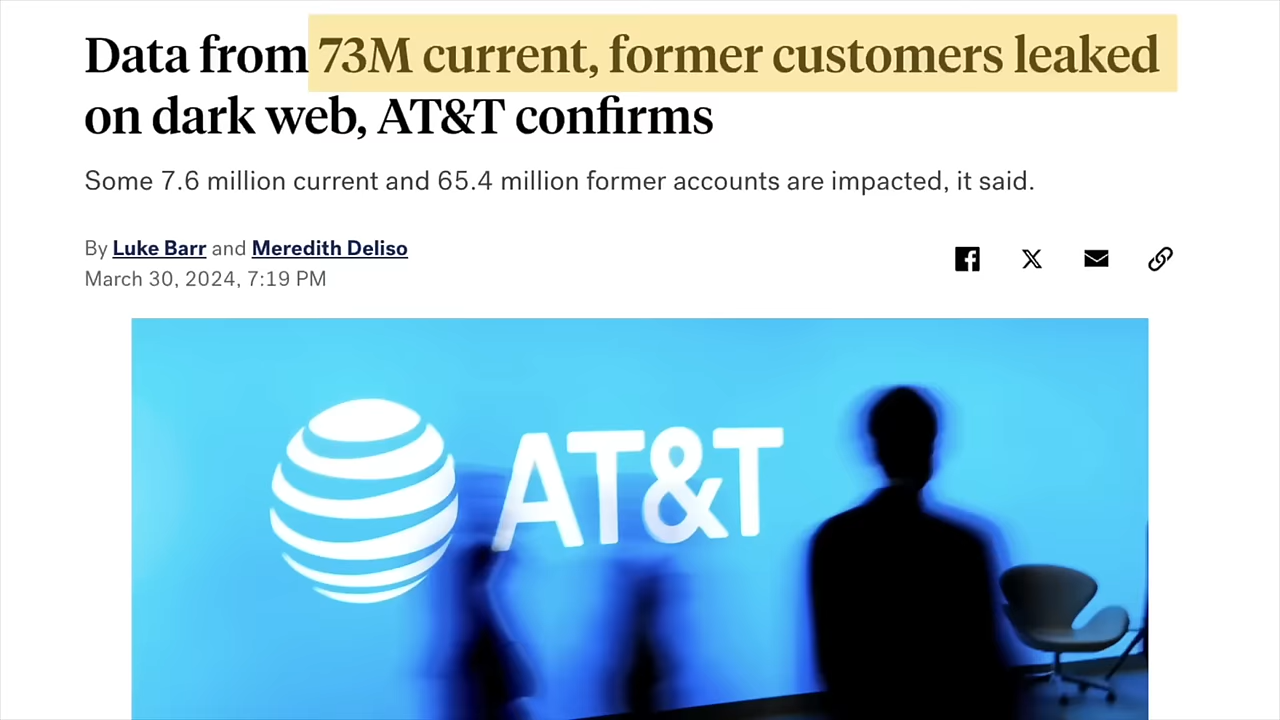 Data from 73M current, former customers leaked
on dark web, AT&T confirms
Some 7.6 million current and 65.4 million former accounts are impacted, it said.
By Luke Barr and Meredith Deliso
March 30, 2024, 7:19 PM
AT&T